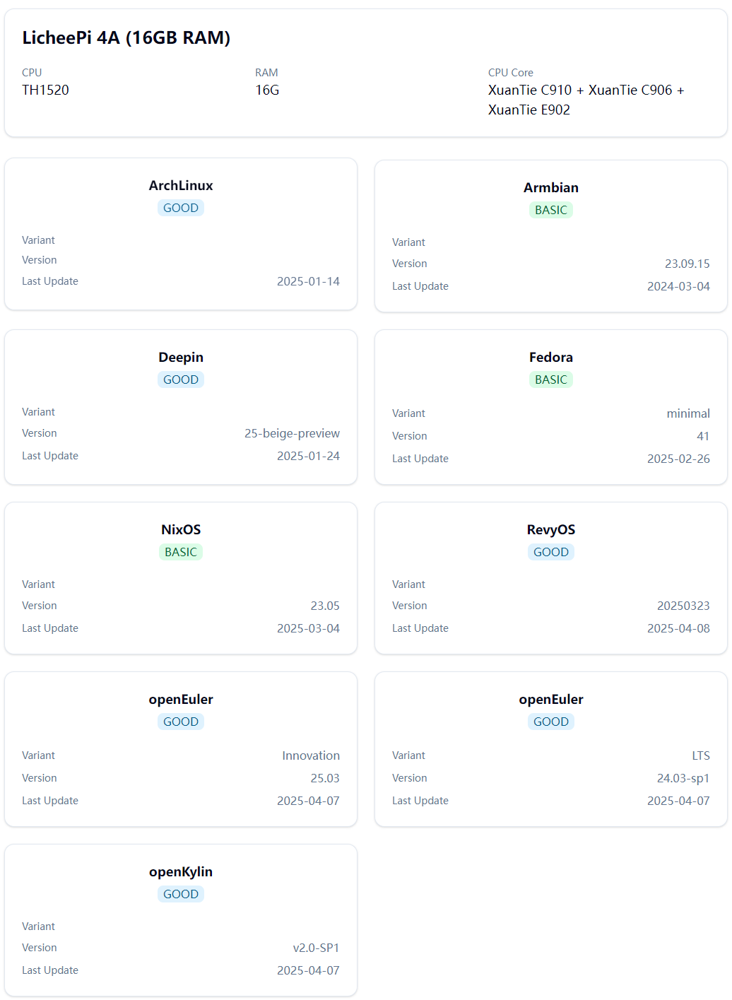 LicheePi 4A (16GB RAM)
CPU
TH1520
RAM
16G
CPU Core
XuanTie C910 + XuanTie C906 +
XuanTie E902
ArchLinux
GOOD
Variant
Version
Last Update 2025-01-14
Armbian
BASIC
Variant
Version 23.09.15
Last Update 2024-03-04
Deepin
GOOD
Variant
Version 25-beige-preview
Last Update 2025-01-24
Fedora
BASIC
Variant minimal
Version 41
Last Update 2025-02-26
NixOS
BASIC
Variant
Version 23.05
Last Update 2025-03-04
RevyOS
GOOD
Variant
Version 20250323
Last Update 2025-04-08
openEuler
GOOD
Variant Innovation
Version 25.03
Last Update 2025-04-07
openEuler
GOOD
Variant LTS
Version 24.03-sp1
Last Update 2025-04-07
openKylin
GOOD
Variant
Version v2.0-SP1
Last Update 2025-04-07